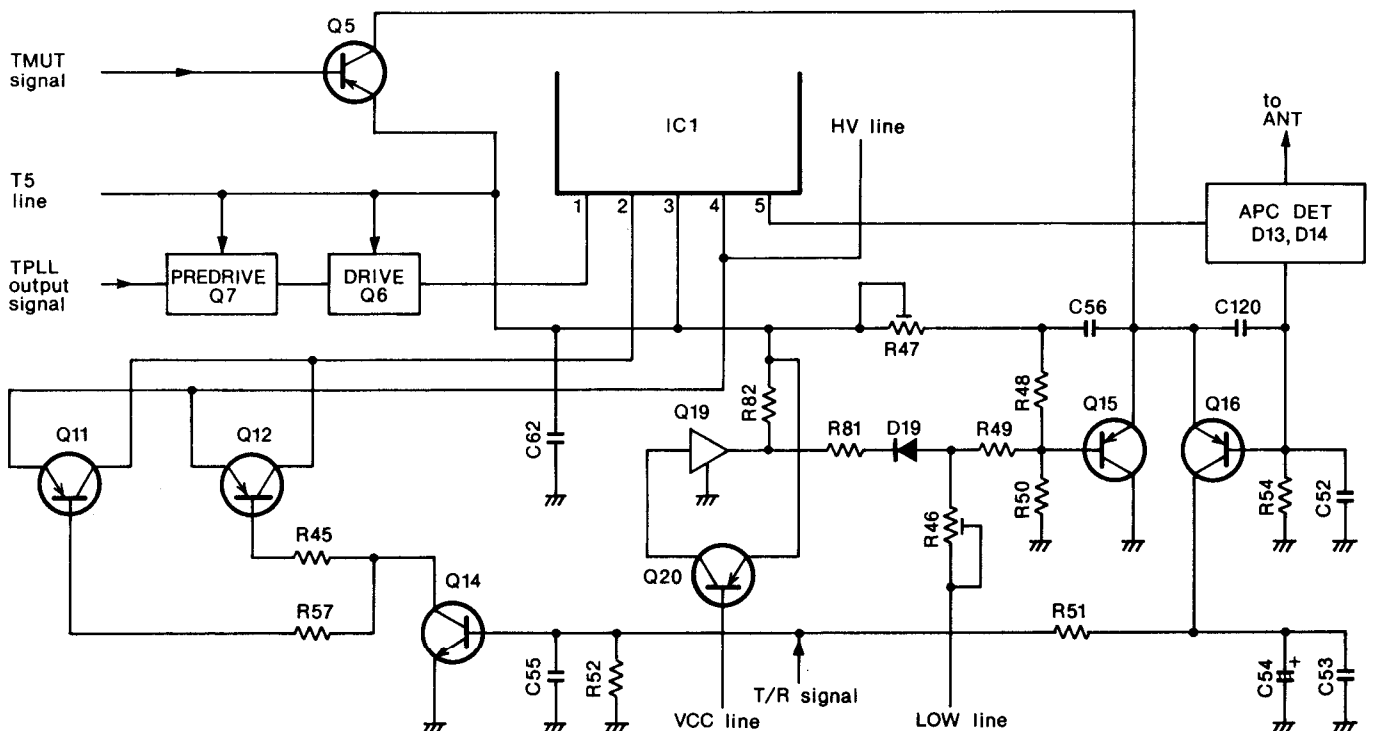 Q5
TMUT
signal
IC1
HV line
to
ANT
T5
line
1 2 3 4 5
APC DET
D13, D14
TPLL
output
signal
PREDRIVE
Q7
DRIVE
Q6
C56
C120
R47
R82
R48
Q11
Q12
C62
Q19
R81
D19
R49
Q15
Q16
R50
R46
R54
C52
R45
Q14
Q20
R57
R51
C55
R52
T/R signal
C54
+
C53
VCC line
LOW line